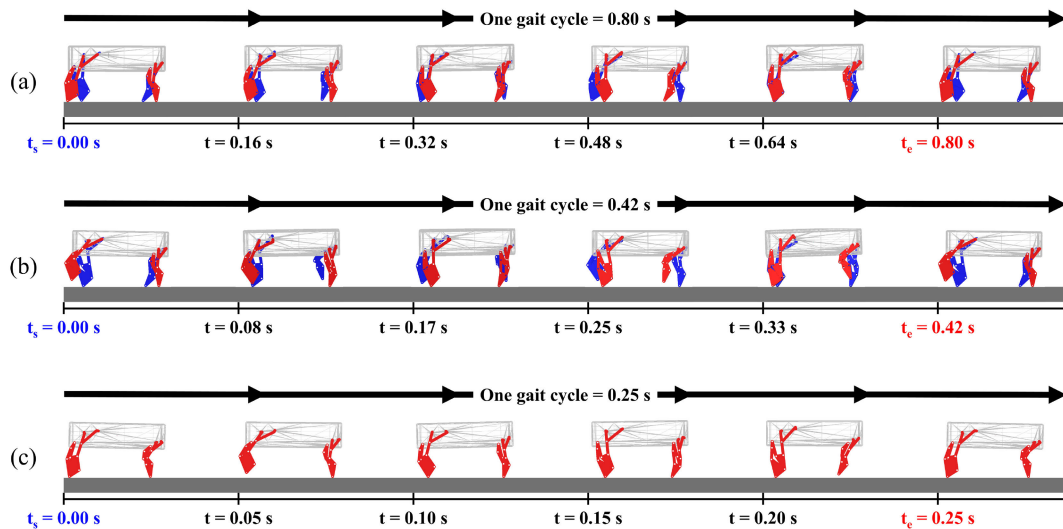 One gait cycle = 0.80 s
(a)
t_s = 0.00 s t = 0.16 s t = 0.32 s t = 0.48 s t = 0.64 s t_e = 0.80 s
One gait cycle = 0.42 s
(b)
t_s = 0.00 s t = 0.08 s t = 0.17 s t = 0.25 s t = 0.33 s t_e = 0.42 s
One gait cycle = 0.25 s
(c)
t_s = 0.00 s t = 0.05 s t = 0.10 s t = 0.15 s t = 0.20 s t_e = 0.25 s